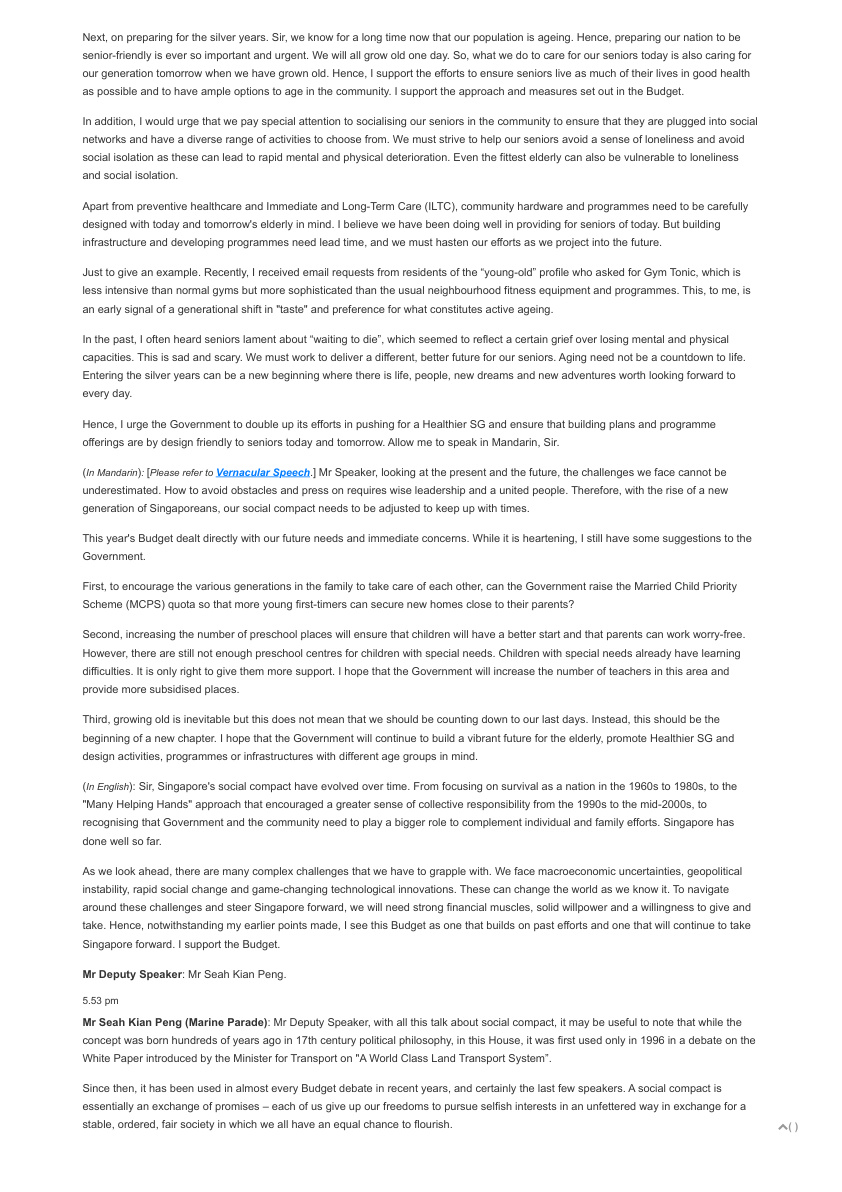 Next, on preparing for the silver years. Sir, we know for a long time now that our population is ageing. Hence, preparing our nation to be
senior-friendly is ever so important and urgent. We will all grow old one day. So, what we do to care for our seniors today is also caring for
our generation tomorrow when we have grown old. Hence, I support the efforts to ensure seniors live as much of their lives in good health
as possible and to have ample options to age in the community. I support the approach and measures set out in the Budget.
In addition, I would urge that we pay special attention to socialising our seniors in the community to ensure that they are plugged into social
networks and have a diverse range of activities to choose from. We must strive to help our seniors avoid a sense of loneliness and avoid
social isolation as these can lead to rapid mental and physical deterioration. Even the fittest elderly can also be vulnerable to loneliness
and social isolation.
Apart from preventive healthcare and Immediate and Long-Term Care (ILTC), community hardware and programmes need to be carefully
designed with today and tomorrow's elderly in mind. I believe we have been doing well in providing for seniors of today. But building
infrastructure and developing programmes need lead time, and we must hasten our efforts as we project into the future.
Just to give an example. Recently, I received email requests from residents of the “young-old” profile who asked for Gym Tonic, which is
less intensive than normal gyms but more sophisticated than the usual neighbourhood fitness equipment and programmes. This, to me, is
an early signal of a generational shift in "taste" and preference for what constitutes active ageing.
In the past, I often heard seniors lament about “waiting to die”, which seemed to reflect a certain grief over losing mental and physical
capacities. This is sad and scary. We must work to deliver a different, better future for our seniors. Aging need not be a countdown to life.
Entering the silver years can be a new beginning where there is life, people, new dreams and new adventures worth looking forward to
every day.
Hence, I urge the Government to double up its efforts in pushing for a Healthier SG and ensure that building plans and programme
offerings are by design friendly to seniors today and tomorrow. Allow me to speak in Mandarin, Sir.
(In Mandarin): [Please refer to Vernacular Speech.] Mr Speaker, looking at the present and the future, the challenges we face cannot be
underestimated. How to avoid obstacles and press on requires wise leadership and a united people. Therefore, with the rise of a new
generation of Singaporeans, our social compact needs to be adjusted to keep up with times.
This year's Budget dealt directly with our future needs and immediate concerns. While it is heartening, I still have some suggestions to the
Government.
First, to encourage the various generations in the family to take care of each other, can the Government raise the Married Child Priority
Scheme (MCPS) quota so that more young first-timers can secure new homes close to their parents?
Second, increasing the number of preschool places will ensure that children will have a better start and that parents can work worry-free.
However, there are still not enough preschool centres for children with special needs. Children with special needs already have learning
difficulties. It is only right to give them more support. I hope that the Government will increase the number of teachers in this area and
provide more subsidised places.
Third, growing old is inevitable but this does not mean that we should be counting down to our last days. Instead, this should be the
beginning of a new chapter. I hope that the Government will continue to build a vibrant future for the elderly, promote Healthier SG and
design activities, programmes or infrastructures with different age groups in mind.
(In English): Sir, Singapore's social compact have evolved over time. From focusing on survival as a nation in the 1960s to 1980s, to the
"Many Helping Hands" approach that encouraged a greater sense of collective responsibility from the 1990s to the mid-2000s, to
recognising that Government and the community need to play a bigger role to complement individual and family efforts. Singapore has
done well so far.
As we look ahead, there are many complex challenges that we have to grapple with. We face macroeconomic uncertainties, geopolitical
instability, rapid social change and game-changing technological innovations. These can change the world as we know it. To navigate
around these challenges and steer Singapore forward, we will need strong financial muscles, solid willpower and a willingness to give and
take. Hence, notwithstanding my earlier points made, I see this Budget as one that builds on past efforts and one that will continue to take
Singapore forward. I support the Budget.
Mr Deputy Speaker: Mr Seah Kian Peng.
5.53 pm
Mr Seah Kian Peng (Marine Parade): Mr Deputy Speaker, with all this talk about social compact, it may be useful to note that while the
concept was born hundreds of years ago in 17th century political philosophy, in this House, it was first used only in 1996 in a debate on the
White Paper introduced by the Minister for Transport on "A World Class Land Transport System”.
Since then, it has been used in almost every Budget debate in recent years, and certainly the last few speakers. A social compact is
essentially an exchange of promises – each of us give up our freedoms to pursue selfish interests in an unfettered way in exchange for a
stable, ordered, fair society in which we all have an equal chance to flourish.
( )